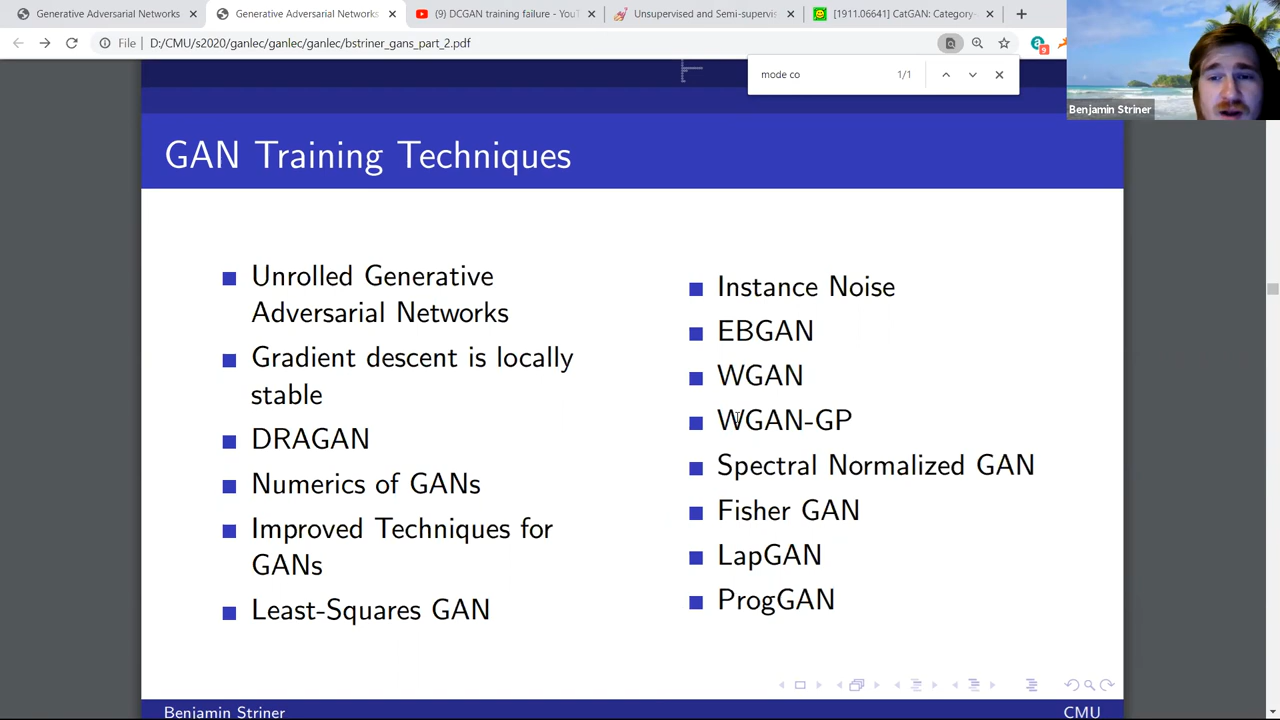 Generative Adversarial Networks
Generative Adversarial Networks
(9) DCGAN training failure - You
Unsupervised and Semi-supervis
[1911.06641] CatGAN: Category-
File
D:/CMU/s2020/ganlec/ganlec/ganlec/bstriner_gans_part_2.pdf
9
mode co
1/1
Benjamin Striner
GAN Training Techniques
Unrolled Generative
Adversarial Networks
Gradient descent is locally
stable
DRAGAN
Numerics of GANs
Improved Techniques for
GANs
Least-Squares GAN
Instance Noise
EBGAN
WGAN
WGAN-GP
Spectral Normalized GAN
Fisher GAN
LapGAN
ProgGAN
Benjamin Striner
CMU